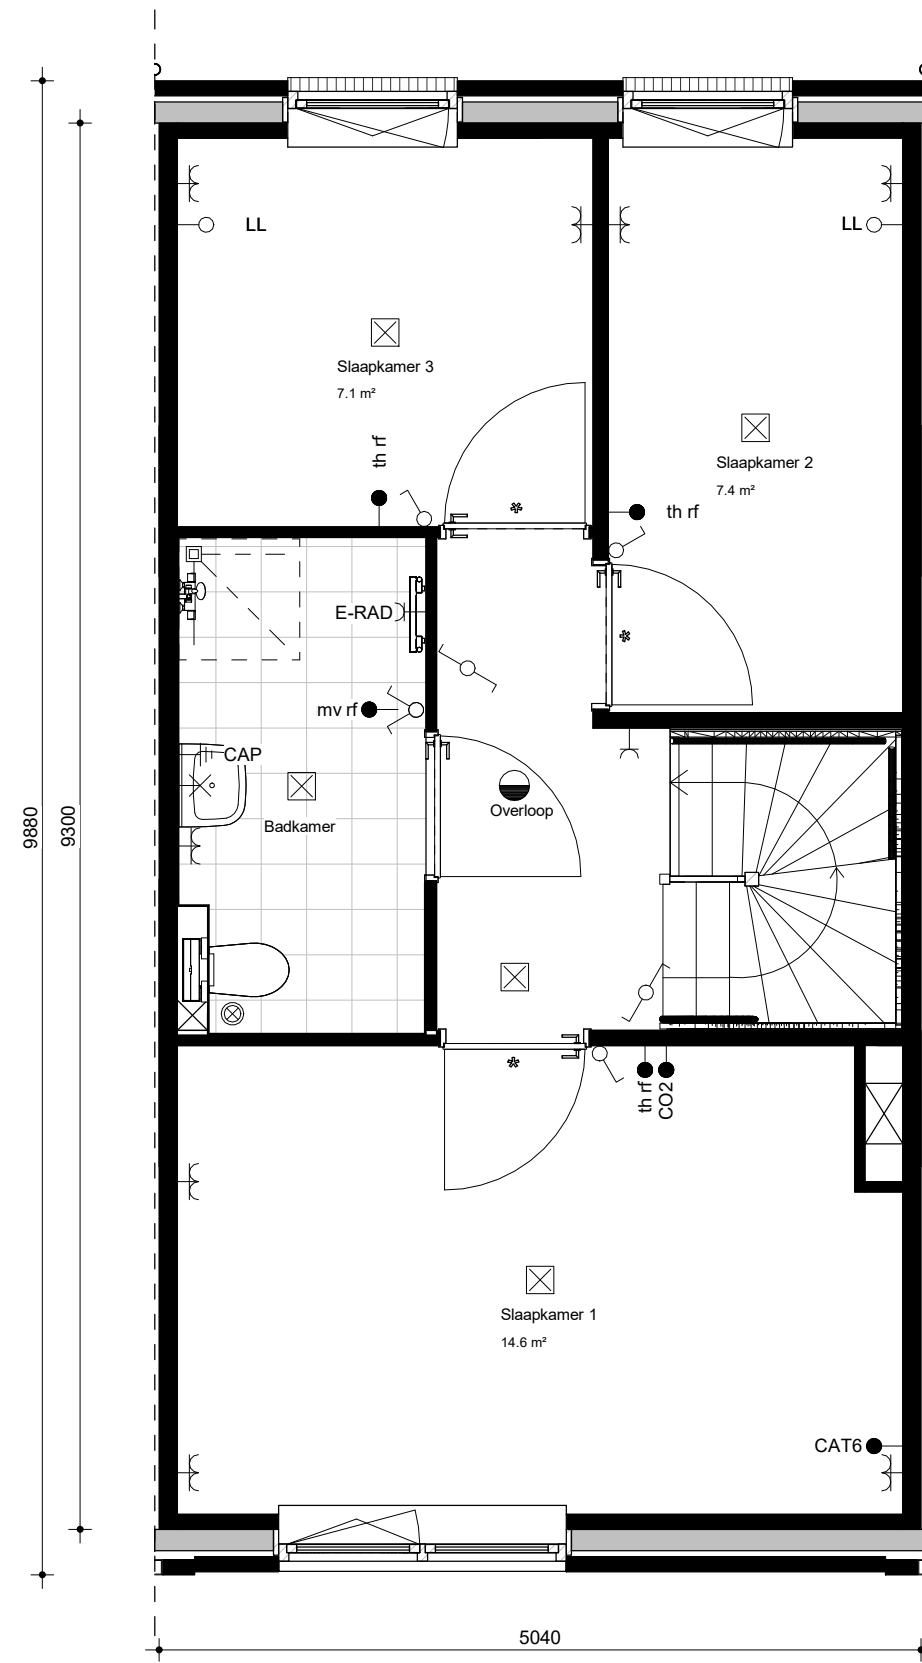 LL
LL
Slaapkamer 3
7.1 m²
th rf
*
Slaapkamer 2
7.4 m²
th rf
*
E-RAD
mv rf
CAP
Badkamer
Overloop
9880
9300
*
th rf
CO2
Slaapkamer 1
14.6 m²
CAT6
5040